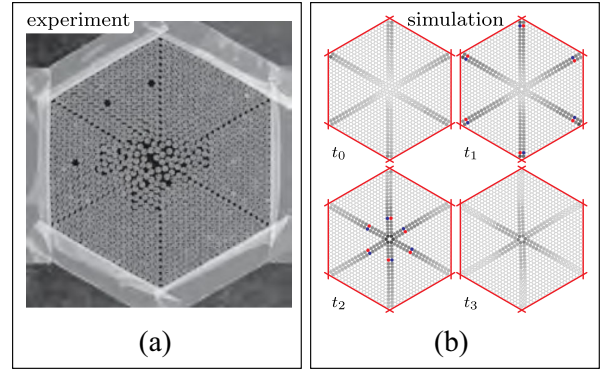 experiment
simulation
t₀
t₁
t₂
t₃
(a)
(b)